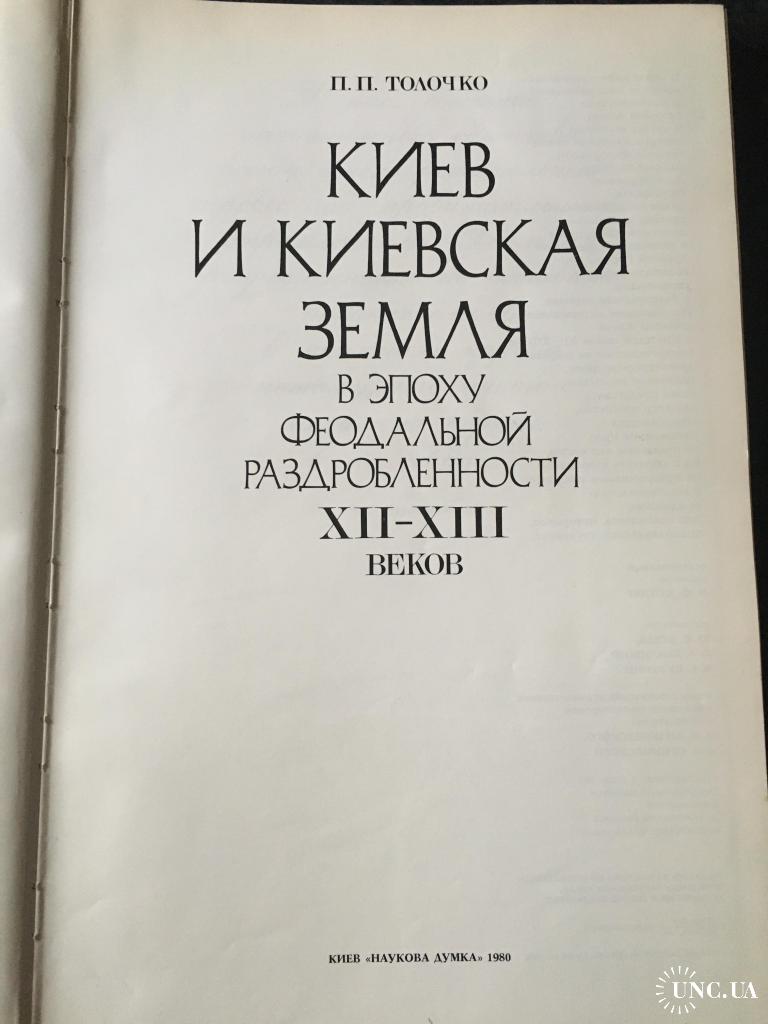 П. П. ТОЛОЧКО
КИЕВ
И КИЕВСКАЯ
ЗЕМЛЯ
В ЭПОХУ
ФЕОДАЛЬНОЙ
РАЗДРОБЛЕННОСТИ
XII–XIII
ВЕКОВ
КИЕВ «НАУКОВА ДУМКА» 1980
UNC.UA